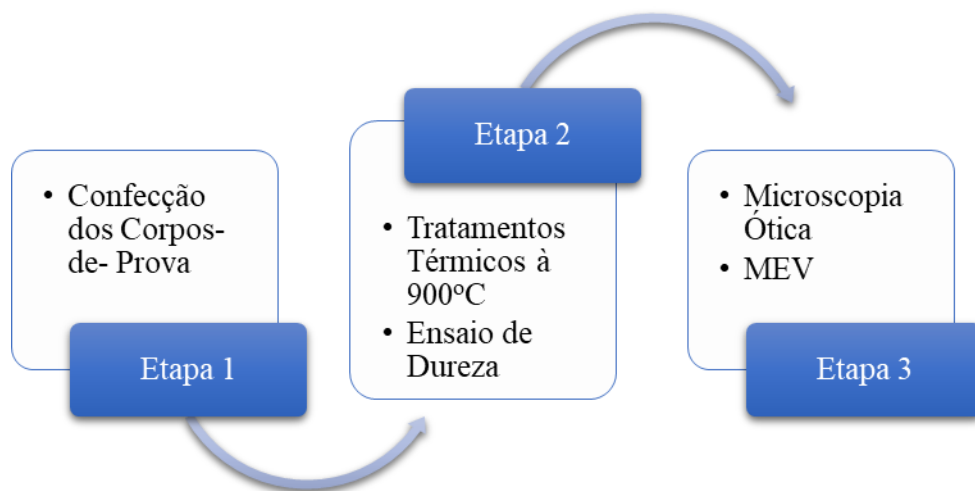 • Confecção
dos Corpos-
de- Prova
Etapa 1
Etapa 2
• Tratamentos
Térmicos à
900ºC
• Ensaio de
Dureza
• Microscopia
Ótica
• MEV
Etapa 3